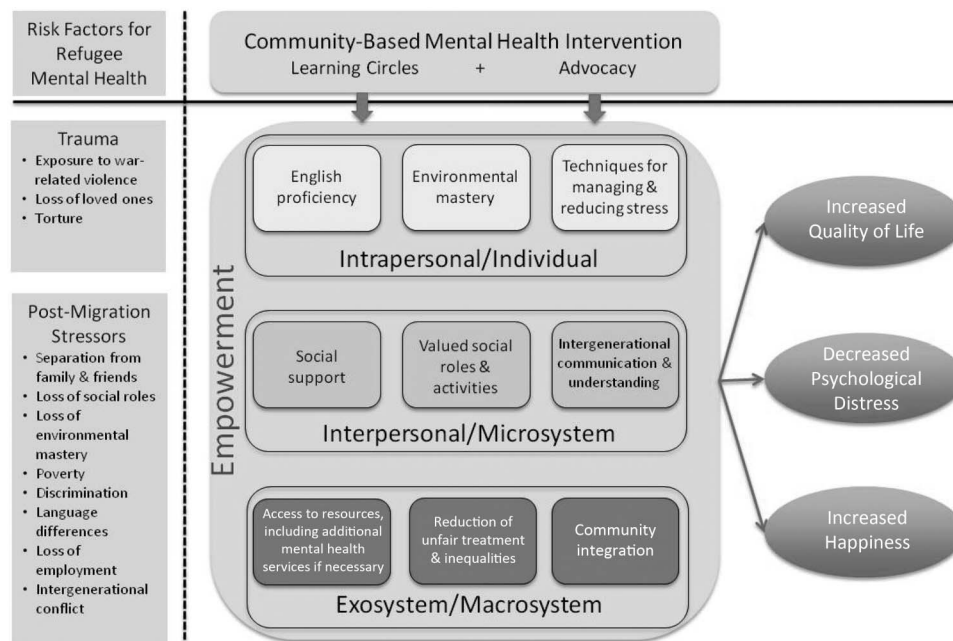 Risk Factors for
Refugee
Mental Health
Community-Based Mental Health Intervention
Learning Circles + Advocacy
Trauma
• Exposure to war-
related violence
• Loss of loved ones
• Torture
Post-Migration
Stressors
• Separation from
family & friends
• Loss of social roles
• Loss of
environmental
mastery
• Poverty
• Discrimination
• Language
differences
• Loss of
employment
• Intergenerational
conflict
Empowerment
English
proficiency
Environmental
mastery
Techniques for
managing &
reducing stress
Intrapersonal/Individual
Social
support
Valued social
roles &
activities
Intergenerational
communication &
understanding
Interpersonal/Microsystem
Access to resources,
including additional
mental health
services if necessary
Reduction of
unfair treatment
& inequalities
Community
integration
Exosystem/Macrosystem
Increased
Quality of Life
Decreased
Psychological
Distress
Increased
Happiness